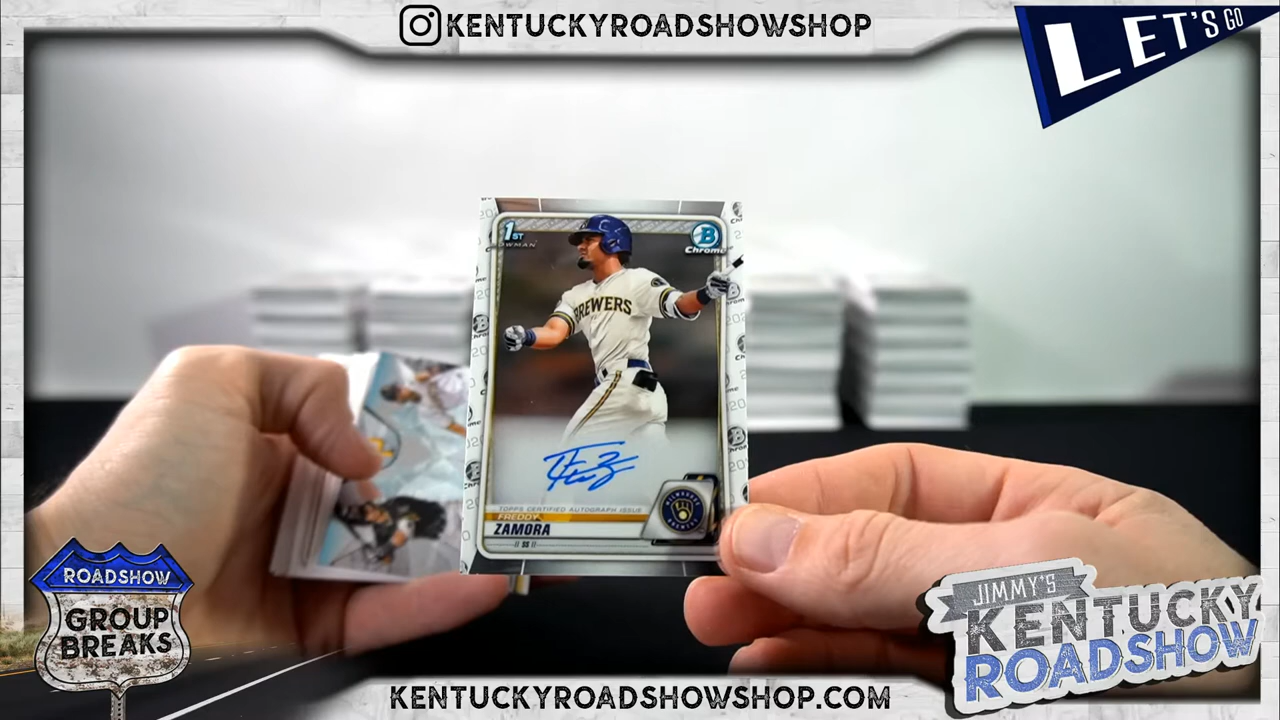 KENTUCKYROADSHOWSHOP
LET'S GO
1ST
BOWMAN
B
Chrome
BREWERS
TOPPS CERTIFIED AUTOGRAPH ISSUE
FREDDY
ZAMORA
// SS //
ROADSHOW
GROUP
BREAKS
JIMMY'S
KENTUCKY
ROADSHOW
KENTUCKYROADSHOWSHOP.COM